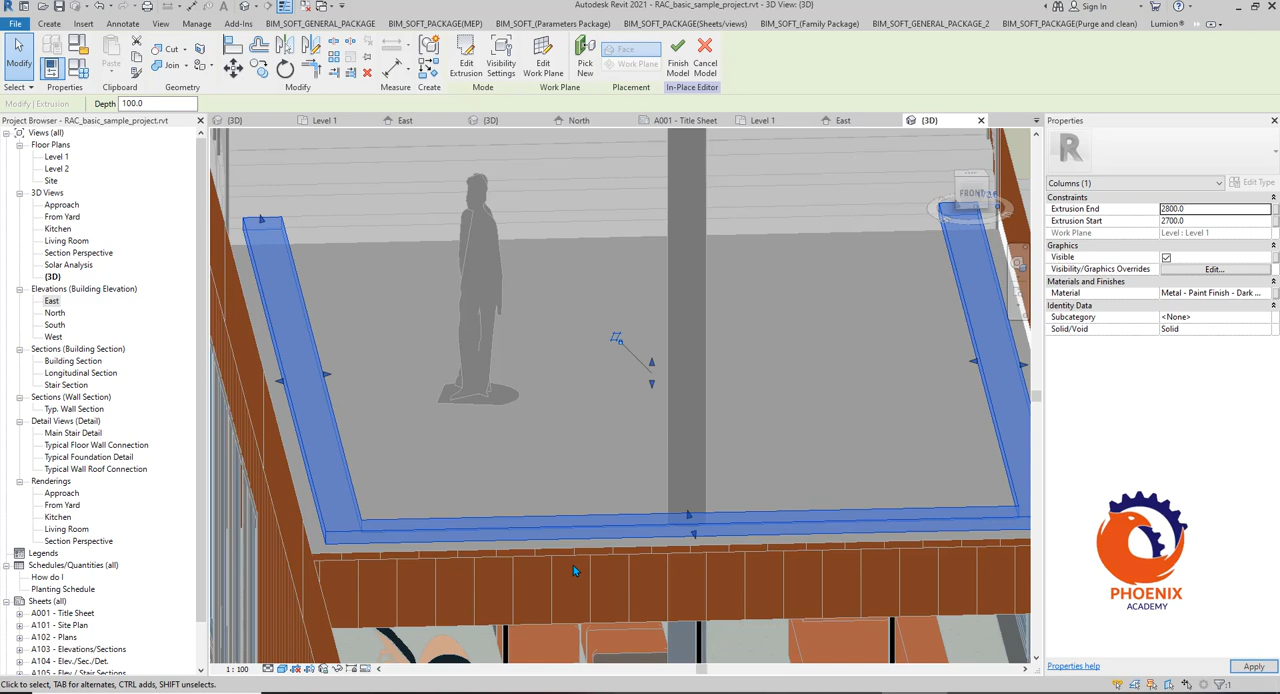 Autodesk Revit 2021 - RAC_basic_sample_project.rvt - 3D View: {3D}
Sign In
File Create Annotate View Manage Add-Ins BIM_SOFT_GENERAL_PACKAGE BIM_SOFT_PACKAGE(MEP) BIM_SOFT_(Parameters Package) BIM_SOFT_PACKAGE(Sheets/views) BIM_SOFT_(Family Package) BIM_SOFT_GENERAL_PACKAGE_2 BIM_SOFT_PACKAGE(Purge and clean) Lumion®
Modify
Paste
Cut
Join
Edit Extrusion
Visibility Settings
Edit Work Plane
Pick New
Face
Work Plane
Finish Model
Cancel Model
Select Properties Clipboard Geometry Modify Measure Create Mode Work Plane Placement In-Place Editor
Modify | Extrusion Depth 100.0
Project Browser - RAC_basic_sample_project.rvt
{3D} Level 1 East {3D} North A001 - Title Sheet Level 1 East {3D}
Properties
Views (all)
Floor Plans
Level 1
Level 2
Site
3D Views
Approach
From Yard
Kitchen
Living Room
Section Perspective
Solar Analysis
{3D}
Elevations (Building Elevation)
East
North
South
West
Sections (Building Section)
Building Section
Longitudinal Section
Stair Section
Sections (Wall Section)
Typ. Wall Section
Detail Views (Detail)
Main Stair Detail
Typical Floor Wall Connection
Typical Foundation Detail
Typical Wall Roof Connection
Renderings
Approach
From Yard
Kitchen
Living Room
Section Perspective
Legends
Schedules/Quantities (all)
How do I
Planting Schedule
Sheets (all)
A001 - Title Sheet
A101 - Site Plan
A102 - Plans
A103 - Elevations/Sections
A104 - Elev./Sec./Det.
A105 - Elev./ Stair Sections
FRONT
R
Columns (1) Edit Type
Constraints
Extrusion End 2800.0
Extrusion Start 2700.0
Work Plane Level : Level 1
Graphics
Visible
Visibility/Graphics Overrides Edit...
Materials and Finishes
Material Metal - Paint Finish - Dark ...
Identity Data
Subcategory <None>
Solid/Void Solid
PHOENIX
ACADEMY
Properties help Apply
1 : 100
Click to select, TAB for alternates, CTRL adds, SHIFT unselects.
:1